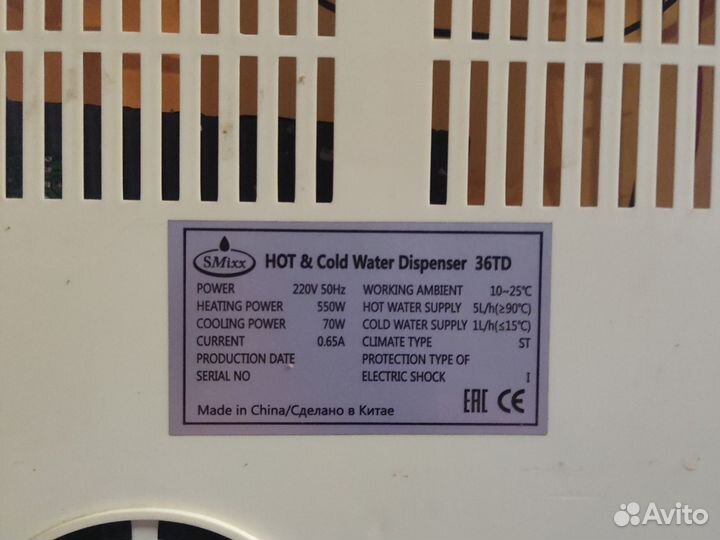 SMixx HOT & Cold Water Dispenser 36TD
POWER 220V 50Hz WORKING AMBIENT 10~25℃
HEATING POWER 550W HOT WATER SUPPLY 5L/h(≥90℃)
COOLING POWER 70W COLD WATER SUPPLY 1L/h(≤15℃)
CURRENT 0.65A CLIMATE TYPE ST
PRODUCTION DATE PROTECTION TYPE OF
SERIAL NO ELECTRIC SHOCK I
Made in China/Сделано в Китае EAC CE
Avito